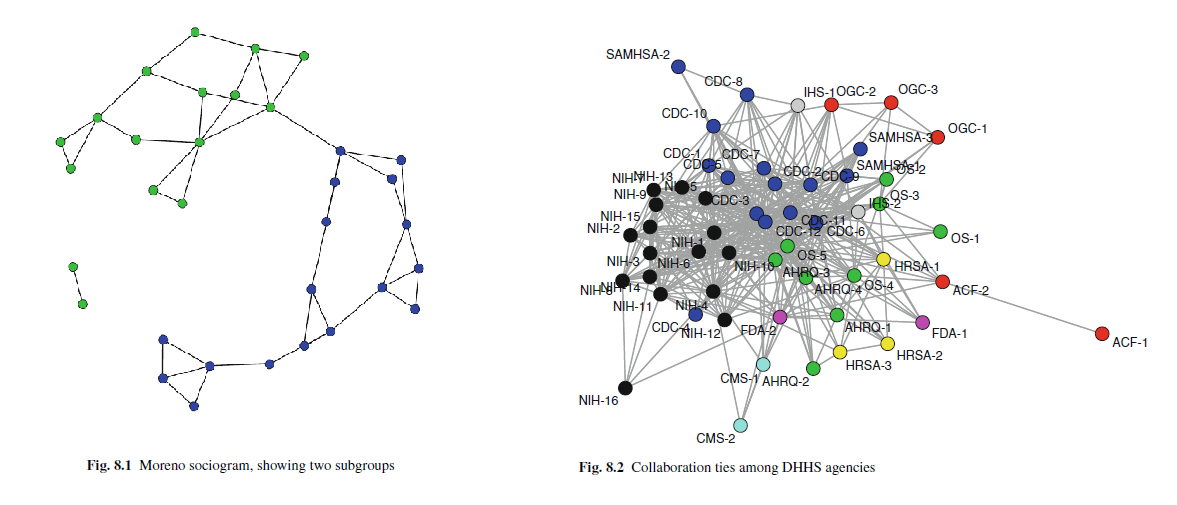 SAMHSA-2
CDC-8
IHS-1
OGC-2
OGC-3
CDC-10
OGC-1
SAMHSA-3
CDC-1
CDC-7
CDC-5
SAMHSA-1
OS-2
CDC-2
CDC-9
NIH-13
NIH-5
NIH-9
CDC-3
OS-3
IHS-2
NIH-15
CDC-11
NIH-2
CDC-12
CDC-6
OS-1
NIH-1
OS-5
NIH-3
NIH-6
NIH-10
HRSA-1
AHRQ-3
NIH-8
NIH-14
AHRQ-4
OS-4
ACF-2
NIH-11
NIH-4
CDC-4
NIH-12
FDA-2
AHRQ-1
FDA-1
ACF-1
HRSA-2
HRSA-3
CMS-1
AHRQ-2
NIH-16
CMS-2
Fig. 8.1 Moreno sociogram, showing two subgroups
Fig. 8.2 Collaboration ties among DHHS agencies